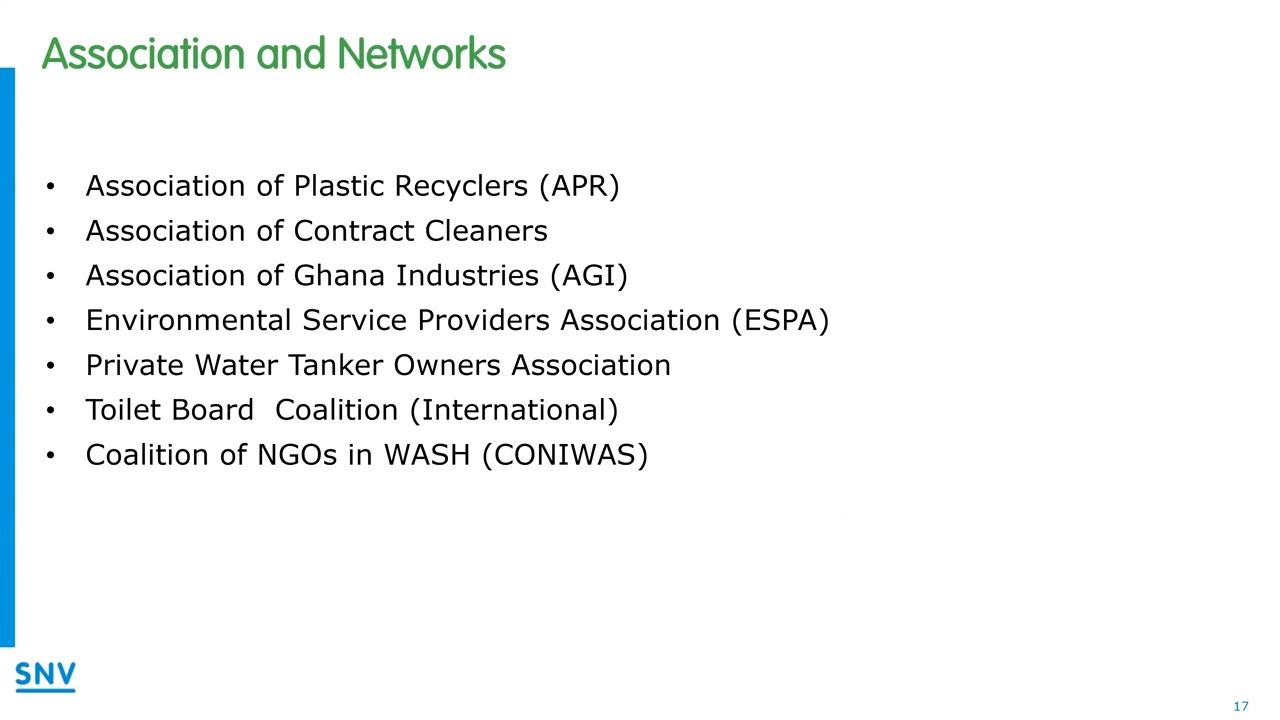 Association and Networks
• Association of Plastic Recyclers (APR)
• Association of Contract Cleaners
• Association of Ghana Industries (AGI)
• Environmental Service Providers Association (ESPA)
• Private Water Tanker Owners Association
• Toilet Board  Coalition (International)
• Coalition of NGOs in WASH (CONIWAS)
SNV
17